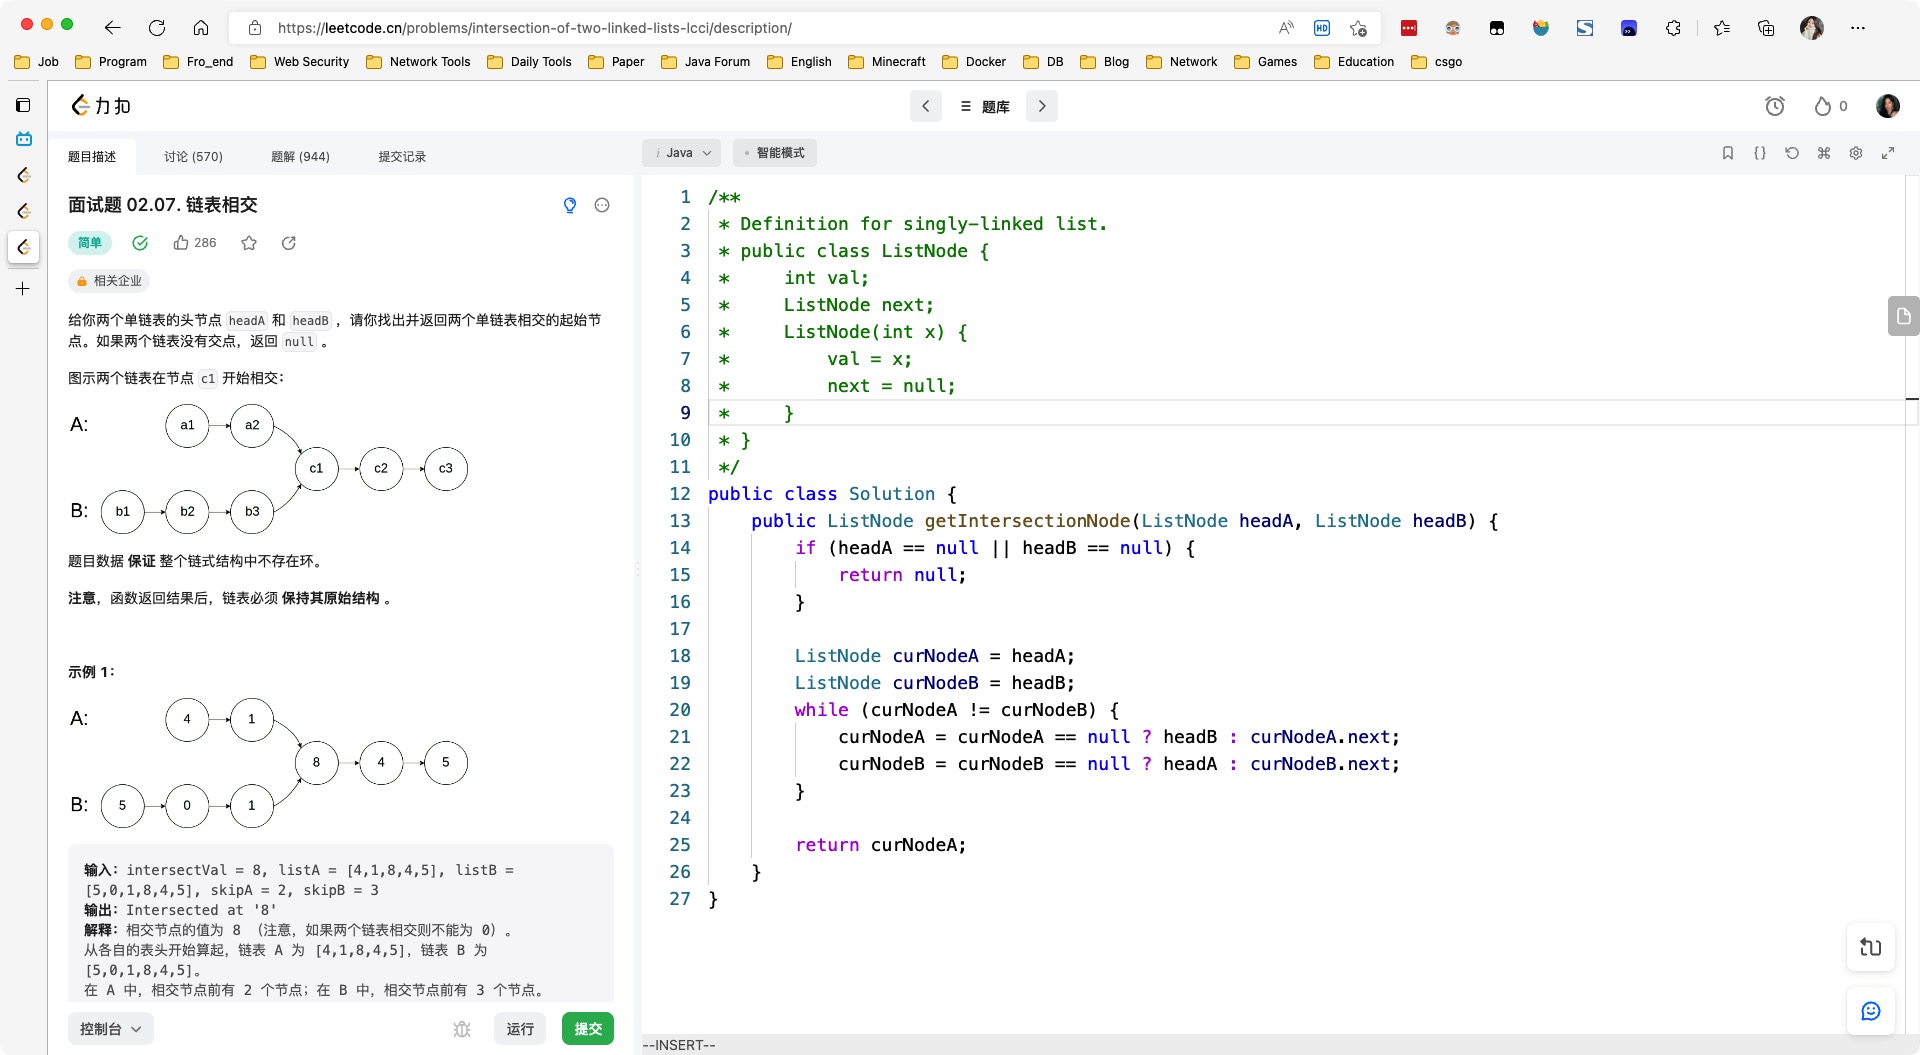 https://leetcode.cn/problems/intersection-of-two-linked-lists-lcci/description/
Job Program Fro_end Web Security Network Tools Daily Tools Paper Java Forum English Minecraft Docker DB Blog Network Games Education csgo
力扣
题库
0
题目描述 讨论 (570) 题解 (944) 提交记录
面试题 02.07. 链表相交
简单 286
相关企业
给你两个单链表的头节点 headA 和 headB ，请你找出并返回两个单链表相交的起始节
点。如果两个链表没有交点，返回 null 。
图示两个链表在节点 c1 开始相交：
A: a1 a2
c1 c2 c3
B: b1 b2 b3
题目数据 保证 整个链式结构中不存在环。
注意，函数返回结果后，链表必须 保持其原始结构 。
示例 1：
A: 4 1
8 4 5
B: 5 0 1
输入：intersectVal = 8, listA = [4,1,8,4,5], listB =
[5,0,1,8,4,5], skipA = 2, skipB = 3
输出：Intersected at '8'
解释：相交节点的值为 8 （注意，如果两个链表相交则不能为 0）。
从各自的表头开始算起，链表 A 为 [4,1,8,4,5]，链表 B 为
[5,0,1,8,4,5]。
在 A 中，相交节点前有 2 个节点；在 B 中，相交节点前有 3 个节点。
控制台 运行 提交
i Java 智能模式
1 /**
2  * Definition for singly-linked list.
3  * public class ListNode {
4  *     int val;
5  *     ListNode next;
6  *     ListNode(int x) {
7  *         val = x;
8  *         next = null;
9  *     }
10  * }
11  */
12 public class Solution {
13     public ListNode getIntersectionNode(ListNode headA, ListNode headB) {
14         if (headA == null || headB == null) {
15             return null;
16         }
17
18         ListNode curNodeA = headA;
19         ListNode curNodeB = headB;
20         while (curNodeA != curNodeB) {
21             curNodeA = curNodeA == null ? headB : curNodeA.next;
22             curNodeB = curNodeB == null ? headA : curNodeB.next;
23         }
24
25         return curNodeA;
26     }
27 }
--INSERT--